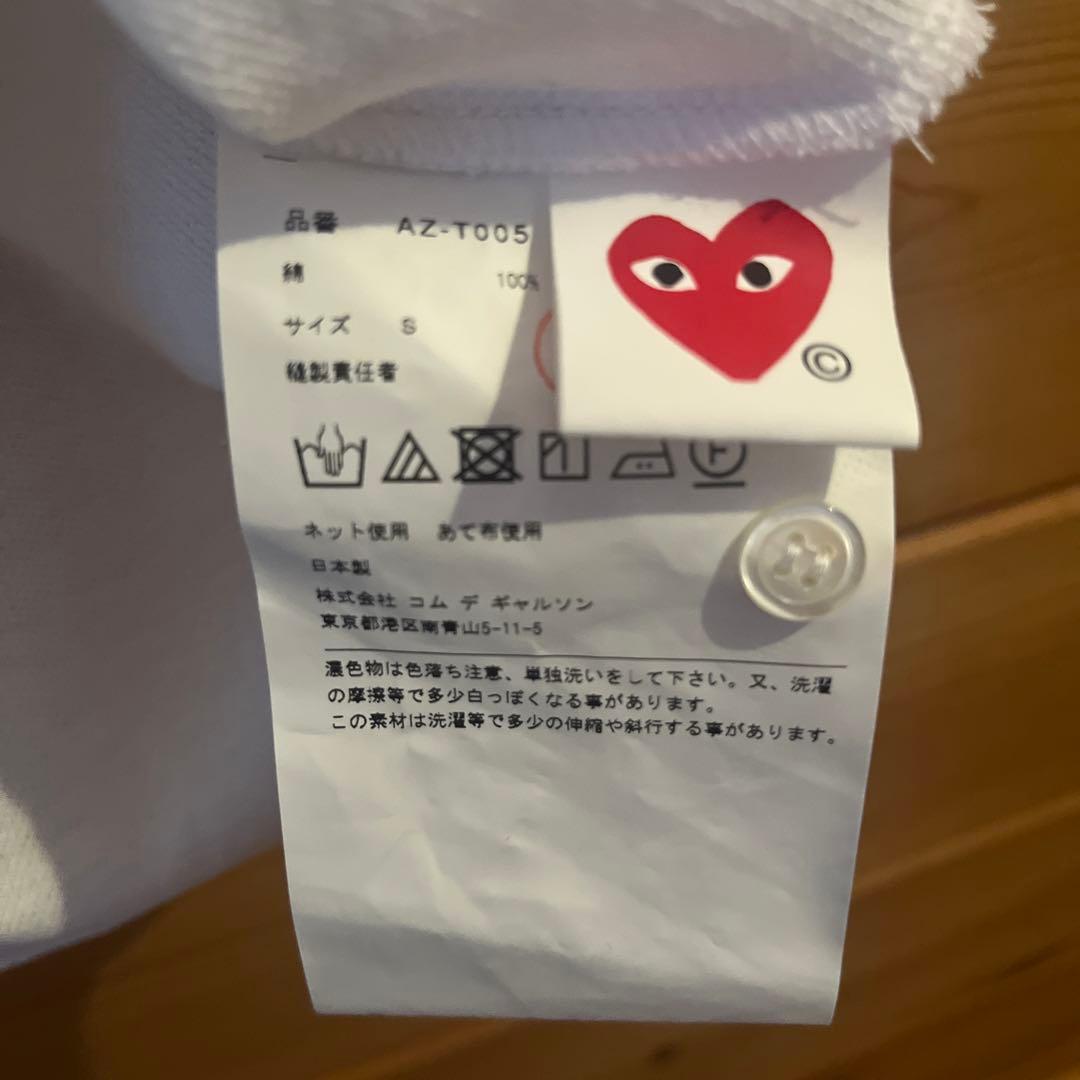 品番 AZ-T005
綿 100%
サイズ S
縫製責任者
ネット使用 あて布使用
日本製
株式会社 コム デ ギャルソン
東京都港区南青山5-11-5
濃色物は色落ち注意、単独洗いをして下さい。又、洗濯
の摩擦等で多少白っぽくなる事があります。
この素材は洗濯等で多少の伸縮や斜行する事があります。
©
F